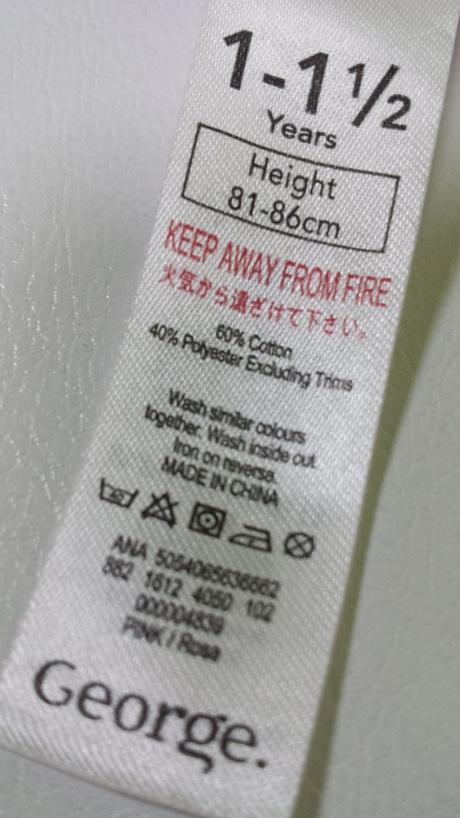 1-1½
Years
Height
81-86cm
KEEP AWAY FROM FIRE
火気から遠ざけて下さい。
60% Cotton
40% Polyester Excluding Trims
Wash similar colours
together. Wash inside out.
Iron on reverse.
MADE IN CHINA
ANA
882 1612 4050 102
000004839
PINK / Rosa
George.